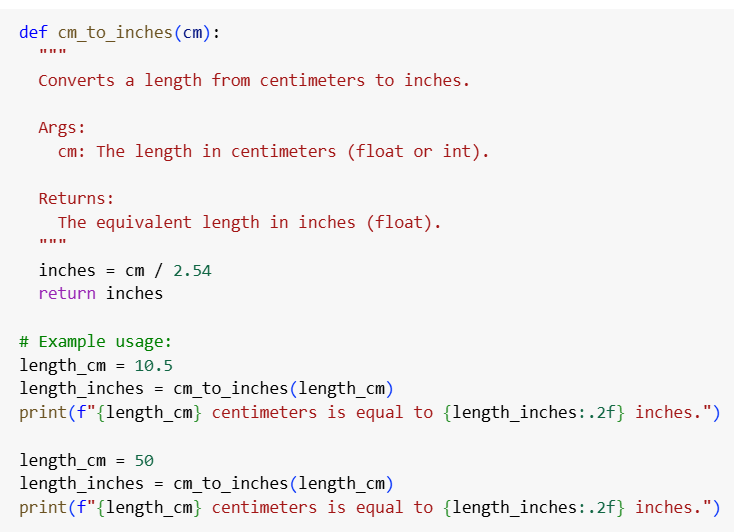 def cm_to_inches(cm):
  """
  Converts a length from centimeters to inches.

  Args:
    cm: The length in centimeters (float or int).

  Returns:
    The equivalent length in inches (float).
  """
  inches = cm / 2.54
  return inches

# Example usage:
length_cm = 10.5
length_inches = cm_to_inches(length_cm)
print(f"{length_cm} centimeters is equal to {length_inches:.2f} inches.")

length_cm = 50
length_inches = cm_to_inches(length_cm)
print(f"{length_cm} centimeters is equal to {length_inches:.2f} inches.")